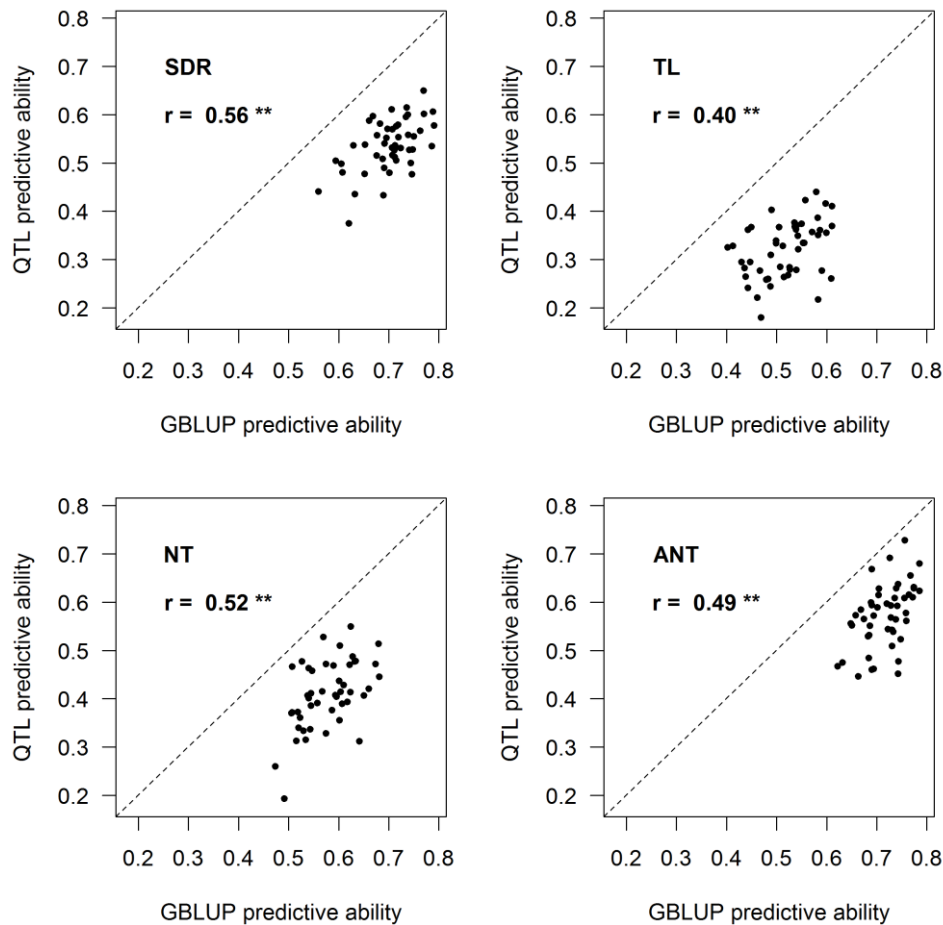 SDR
r = 0.56 **
QTL predictive ability
0.8
0.7
0.6
0.5
0.4
0.3
0.2
0.2 0.3 0.4 0.5 0.6 0.7 0.8
GBLUP predictive ability
TL
r = 0.40 **
QTL predictive ability
0.8
0.7
0.6
0.5
0.4
0.3
0.2
0.2 0.3 0.4 0.5 0.6 0.7 0.8
GBLUP predictive ability
NT
r = 0.52 **
QTL predictive ability
0.8
0.7
0.6
0.5
0.4
0.3
0.2
0.2 0.3 0.4 0.5 0.6 0.7 0.8
GBLUP predictive ability
ANT
r = 0.49 **
QTL predictive ability
0.8
0.7
0.6
0.5
0.4
0.3
0.2
0.2 0.3 0.4 0.5 0.6 0.7 0.8
GBLUP predictive ability